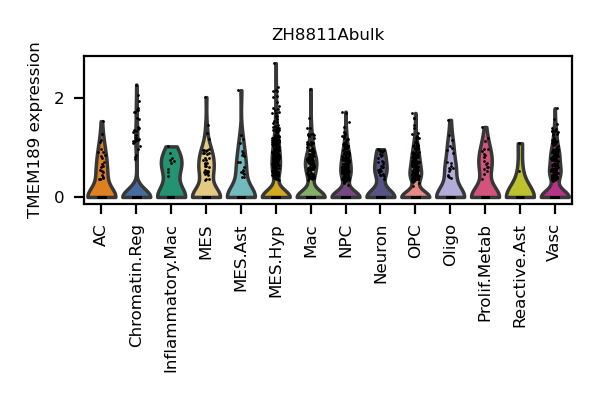 ZH8811Abulk
TMEM189 expression
2
0
AC
Chromatin.Reg
Inflammatory.Mac
MES
MES.Ast
MES.Hyp
Mac
NPC
Neuron
OPC
Oligo
Prolif.Metab
Reactive.Ast
Vasc